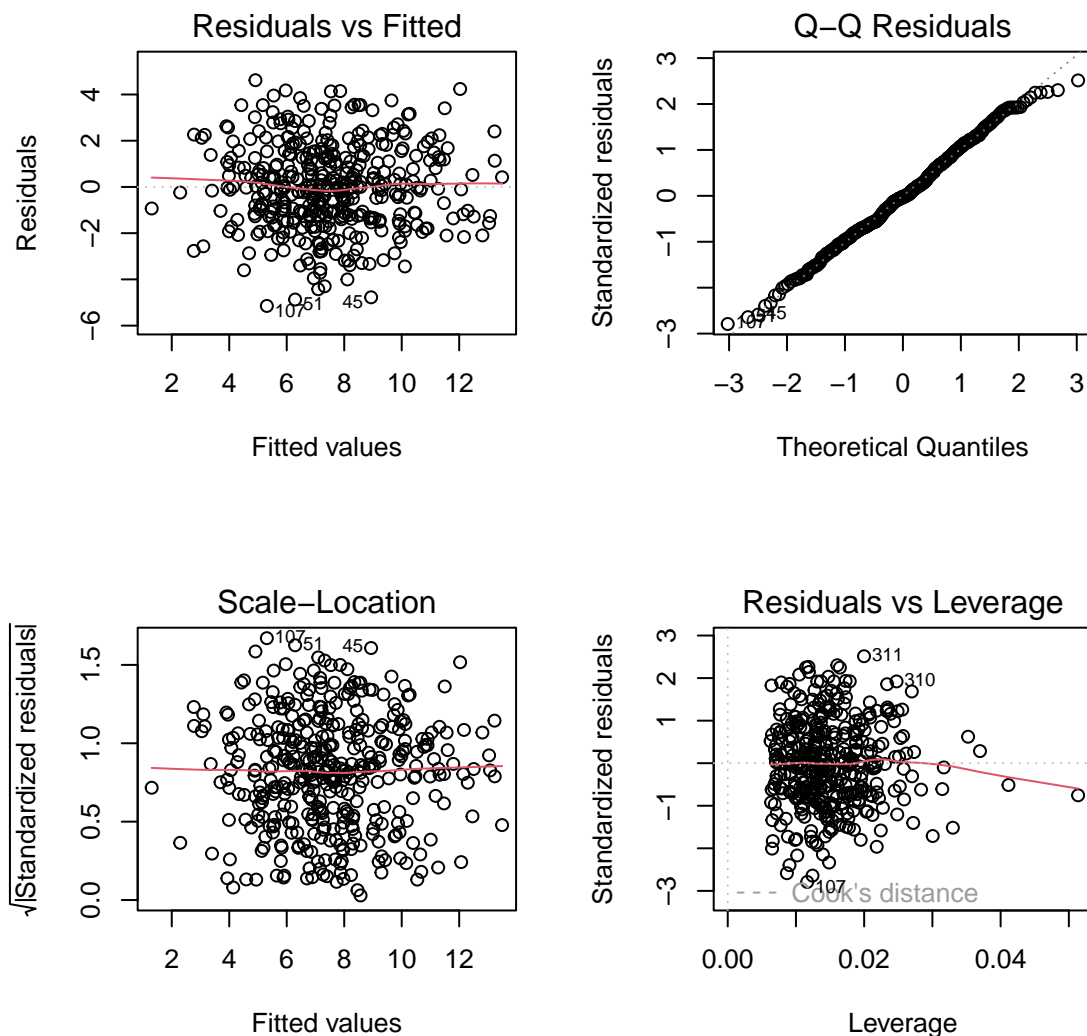 Residuals vs Fitted
Residuals
4
2
0
−2
−6
107
51
45
2 4 6 8 10 12
Fitted values
Q−Q Residuals
Standardized residuals
3
2
1
0
−1
−3
107
45
−3 −2 −1 0 1 2 3
Theoretical Quantiles
Scale−Location
√|Standardized residuals|
1.5
1.0
0.5
0.0
107
51
45
2 4 6 8 10 12
Fitted values
Residuals vs Leverage
Standardized residuals
3
1
−1
−3
311
310
107
Cook's distance
0.00 0.02 0.04
Leverage